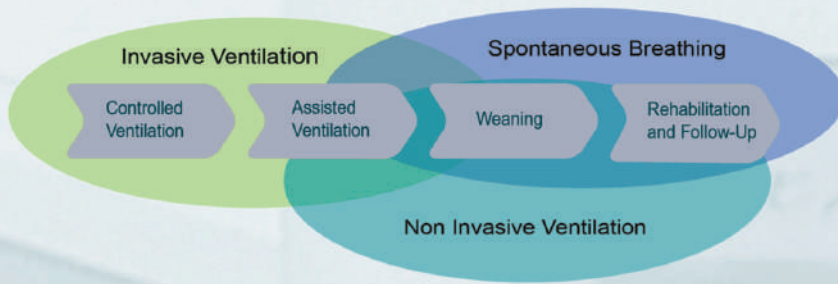 Invasive Ventilation
Spontaneous Breathing
Controlled
Ventilation
Assisted
Ventilation
Weaning
Rehabilitation
and Follow-Up
Non Invasive Ventilation